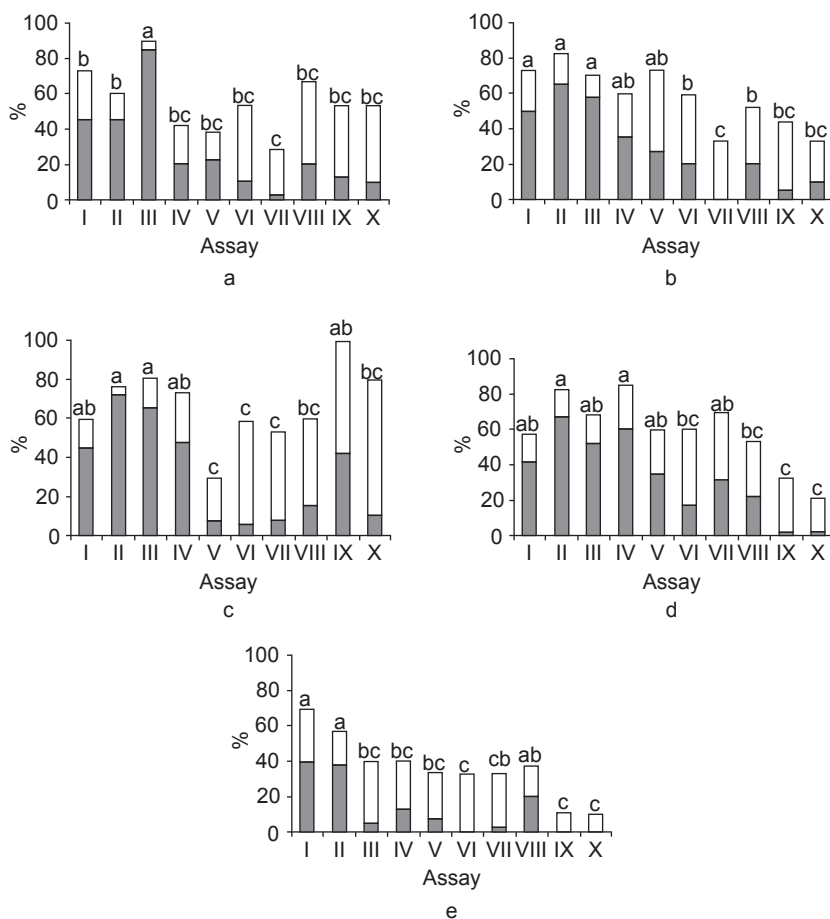 100
80
60
40
20
0
%
b b a bc bc bc c bc bc bc
I II III IV V VI VII VIII IX X
Assay
a
100
80
60
40
20
0
%
a a a ab a b c b bc bc
I II III IV V VI VII VIII IX X
Assay
b
100
80
60
40
20
0
%
ab a a ab c c c bc ab bc
I II III IV V VI VII VIII IX X
Assay
c
100
80
60
40
20
0
%
ab a ab a ab bc ab bc c c
I II III IV V VI VII VIII IX X
Assay
d
100
80
60
40
20
0
%
a a bc bc bc c cb ab c c
I II III IV V VI VII VIII IX X
Assay
e